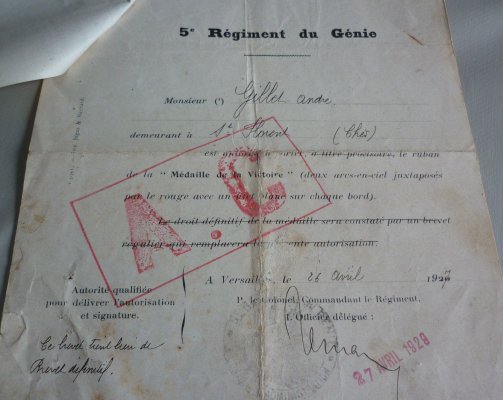 5e Régiment du Génie
Monsieur (1) Gillet André
demeurant à St Florent (Cher)
est autorisé à porter, à titre provisoire, le ruban
de la " Médaille de la Victoire " (deux arcs-en-ciel juxtaposés
par le rouge avec un filet blanc sur chaque bord).
Le droit définitif de la médaille sera constaté par un brevet
régulier qui remplacera la présente autorisation.
A.C.
A Versailles, le 26 avril 1927
Autorité qualifiée
pour délivrer l'autorisation
et signature.
P. le Colonel, Commandant le Régiment,
L'Officier délégué :
Ce brevet tient lieu de
Brevet définitif.
27 AVRIL 1928